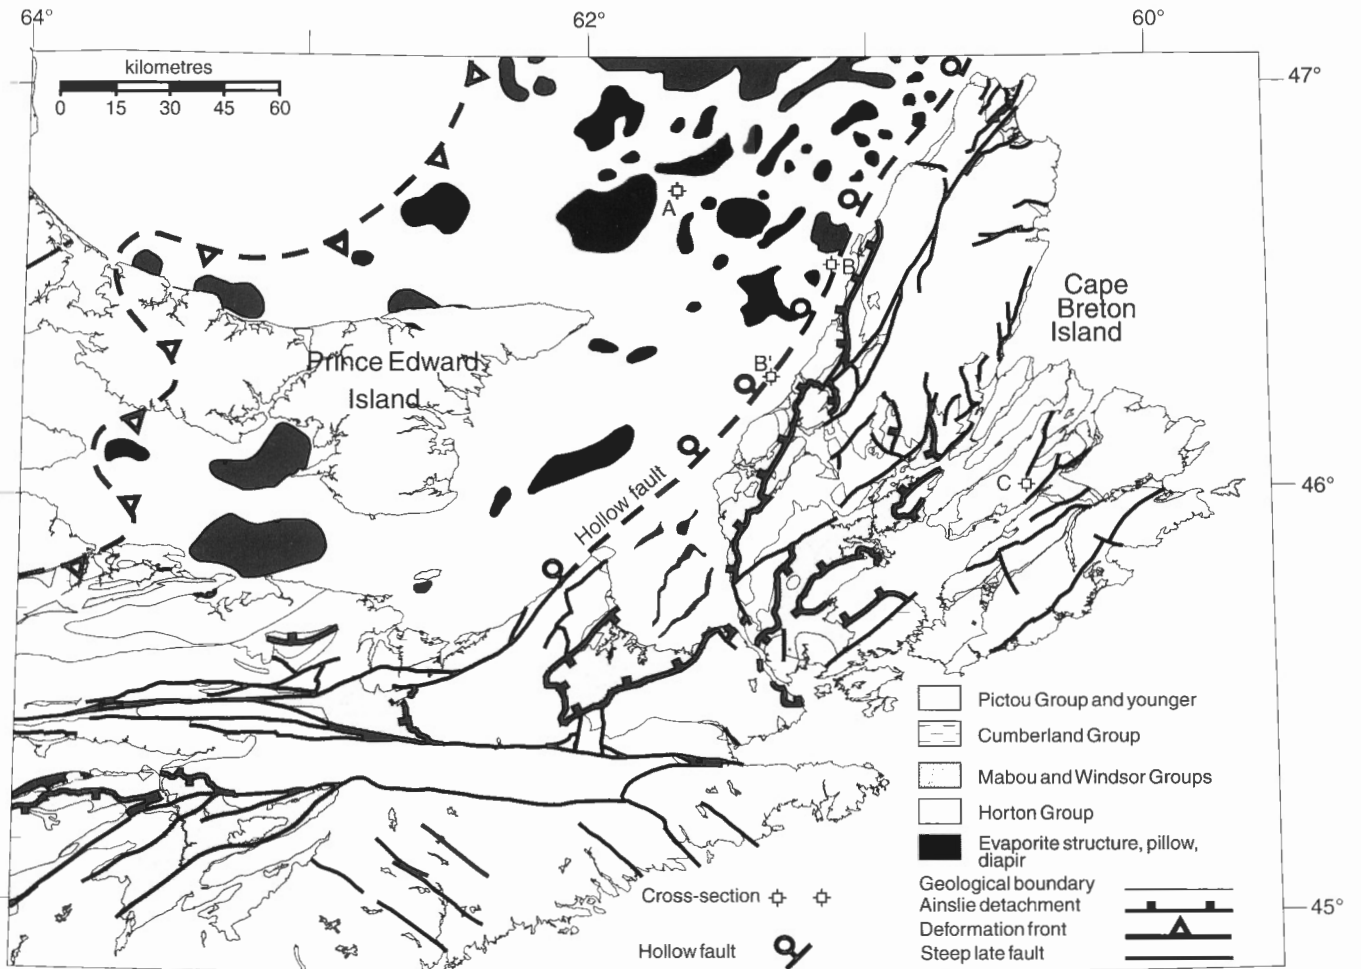 64°
62°
60°
kilometres
0 15 30 45 60
47°
A
B
Cape
Breton
Island
Prince Edward
Island
B'
Hollow fault
C
46°
Pictou Group and younger
Cumberland Group
Mabou and Windsor Groups
Horton Group
Evaporite structure, pillow,
diapir
Geological boundary
Cross-section
Ainslie detachment
45°
Deformation front
Hollow fault
Steep late fault